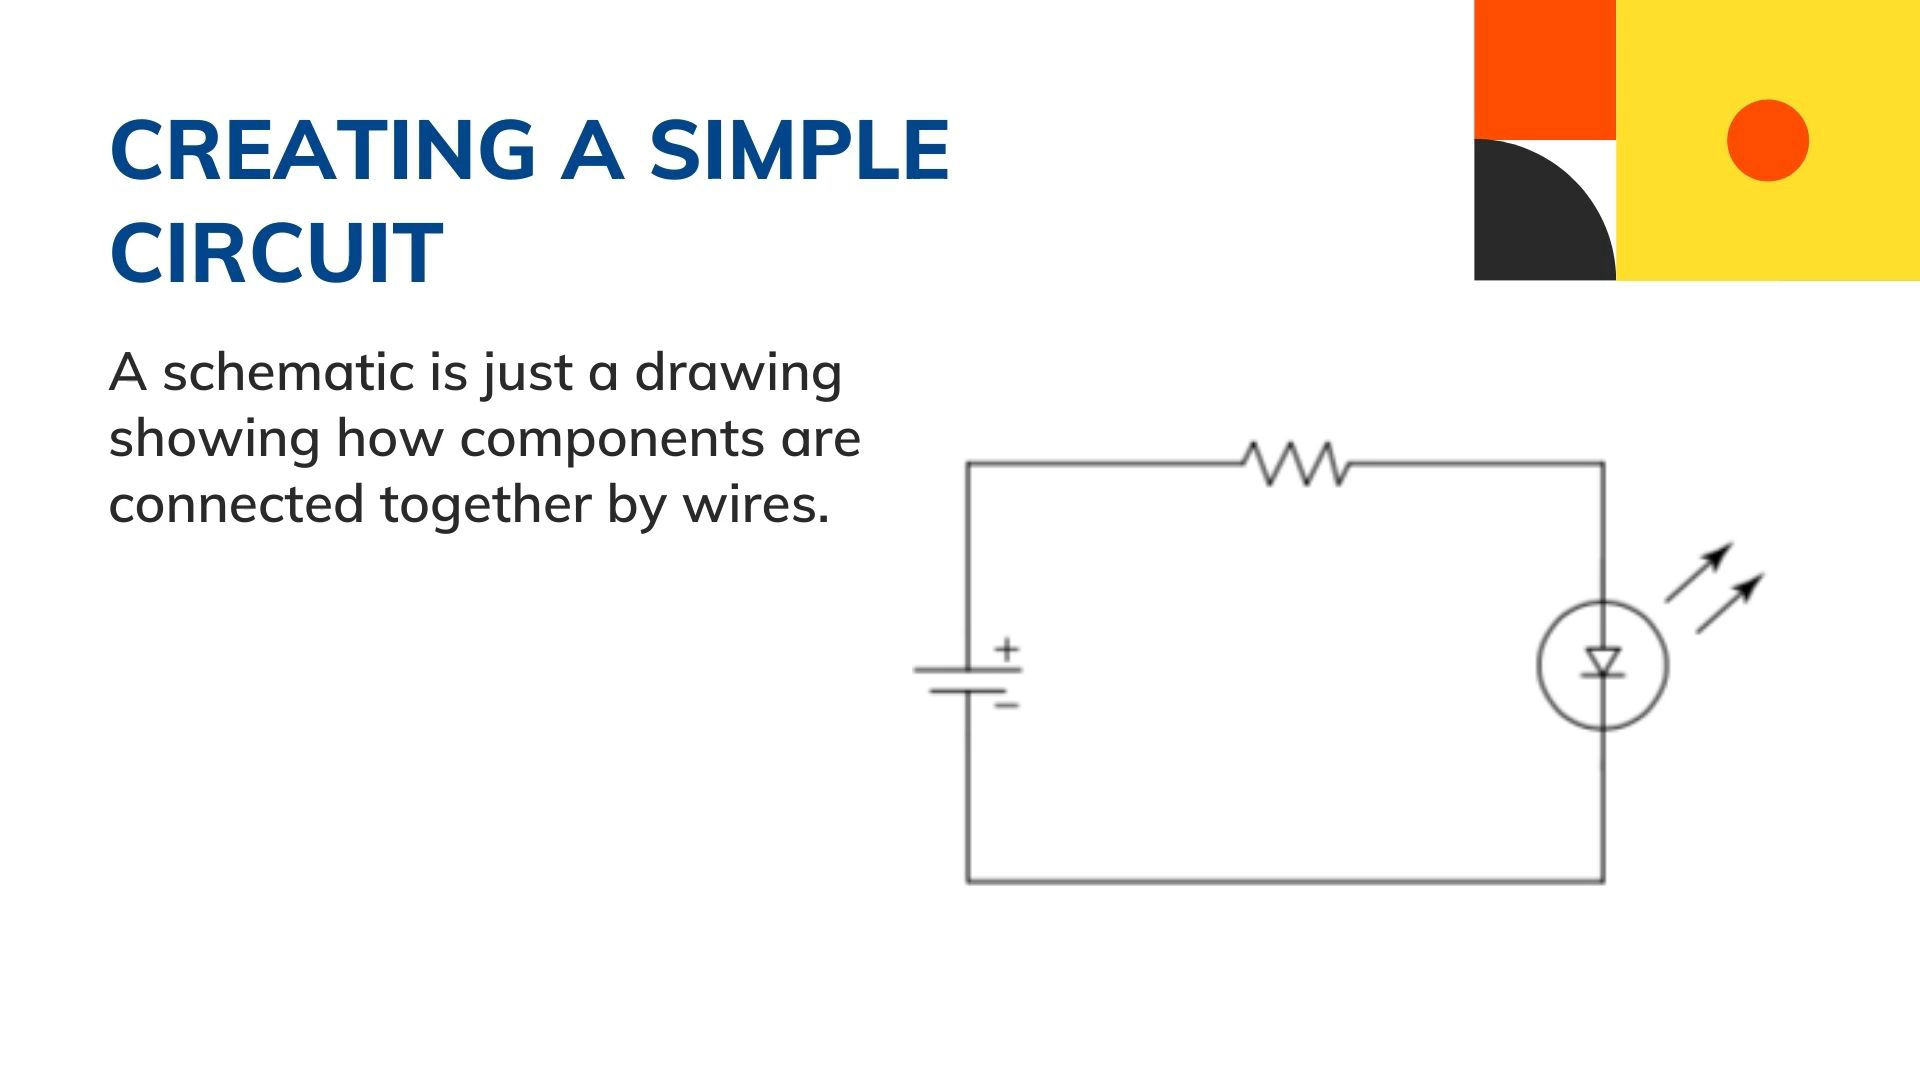 CREATING A SIMPLE
CIRCUIT
A schematic is just a drawing
showing how components are
connected together by wires.
+
−